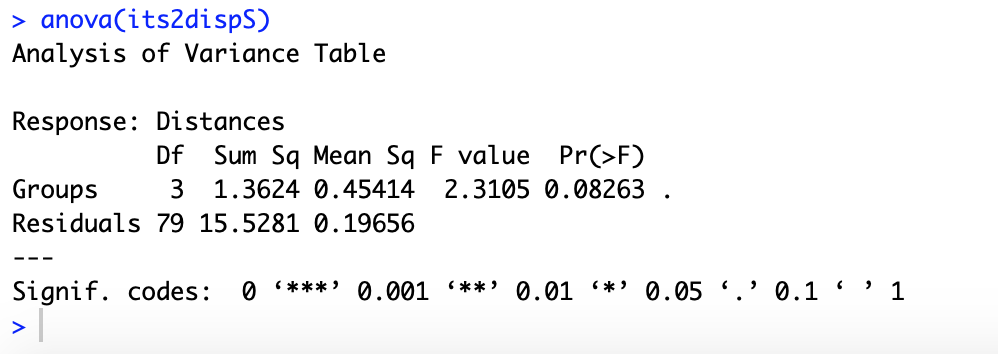 > anova(its2dispS)
Analysis of Variance Table
Response: Distances
Df Sum Sq Mean Sq F value Pr(>F)
Groups 3 1.3624 0.45414 2.3105 0.08263 .
Residuals 79 15.5281 0.19656
---
Signif. codes: 0 ‘***’ 0.001 ‘**’ 0.01 ‘*’ 0.05 ‘.’ 0.1 ‘ ’ 1
>